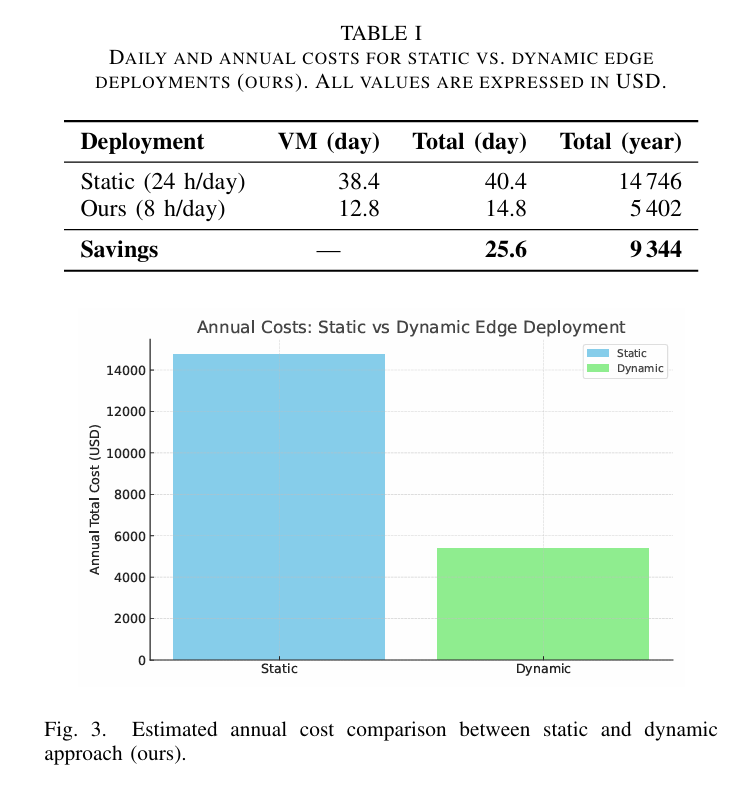 TABLE I
DAILY AND ANNUAL COSTS FOR STATIC VS. DYNAMIC EDGE
DEPLOYMENTS (OURS). ALL VALUES ARE EXPRESSED IN USD.
Deployment VM (day) Total (day) Total (year)
Static (24 h/day) 38.4 40.4 14 746
Ours (8 h/day) 12.8 14.8 5 402
Savings — 25.6 9 344
Annual Costs: Static vs Dynamic Edge Deployment
Static
Dynamic
Annual Total Cost (USD)
14000
12000
10000
8000
6000
4000
2000
0
Static Dynamic
Fig. 3. Estimated annual cost comparison between static and dynamic
approach (ours).